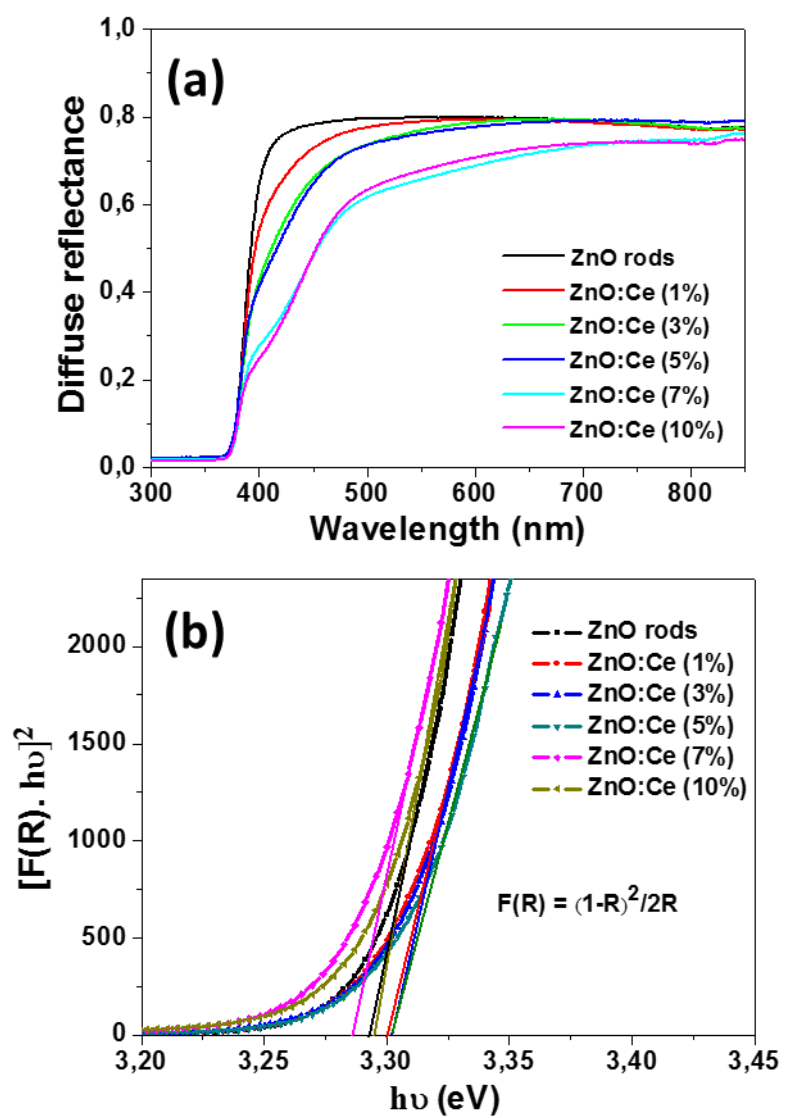 (a)
Diffuse reflectance
1,0
0,8
0,6
0,4
0,2
0,0
ZnO rods
ZnO:Ce (1%)
ZnO:Ce (3%)
ZnO:Ce (5%)
ZnO:Ce (7%)
ZnO:Ce (10%)
300 400 500 600 700 800
Wavelength (nm)
(b)
[F(R). hυ]²
2000
1500
1000
500
0
ZnO rods
ZnO:Ce (1%)
ZnO:Ce (3%)
ZnO:Ce (5%)
ZnO:Ce (7%)
ZnO:Ce (10%)
F(R) = (1-R)²/2R
3,20 3,25 3,30 3,35 3,40 3,45
hυ (eV)